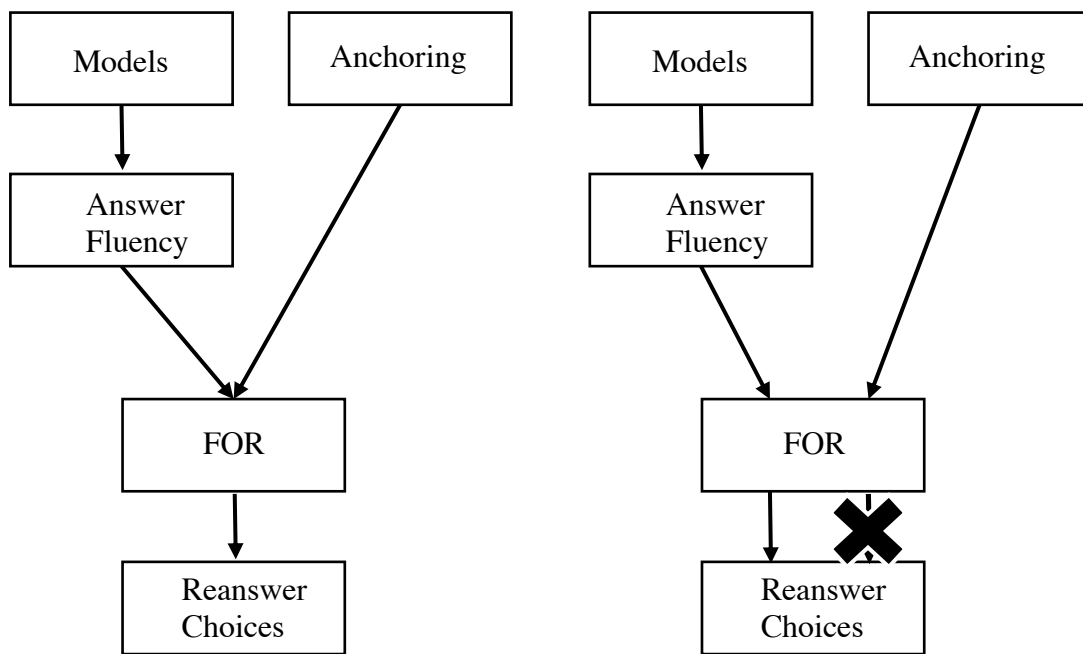 Models
Anchoring
Answer
Fluency
FOR
Reanswer
Choices
Models
Anchoring
Answer
Fluency
FOR
Reanswer
Choices